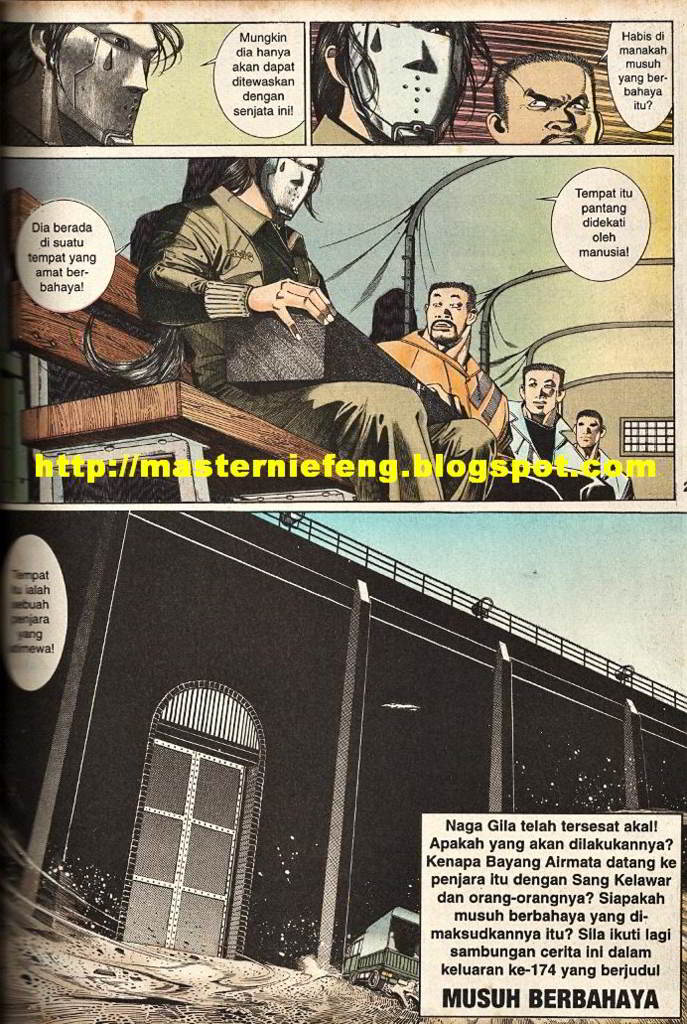 Mungkin
dia hanya
akan dapat
ditewaskan
dengan
senjata ini!
Habis di
manakah
musuh
yang ber-
bahaya
itu?
Dia berada
di suatu
tempat yang
amat ber-
bahaya!
Tempat itu
pantang
didekati
oleh
manusia!
http://masterniefeng.blogspot.com
2
Tempat
itu ialah
sebuah
penjara
yang
Naga Gila telah tersesat akal!
Apakah yang akan dilakukannya?
Kenapa Bayang Airmata datang ke
penjara itu dengan Sang Kelawar
dan orang-orangnya? Siapakah
musuh berbahaya yang di-
maksudkannya itu? Sila ikuti lagi
sambungan cerita ini dalam
keluaran ke-174 yang berjudul
MUSUH BERBAHAYA